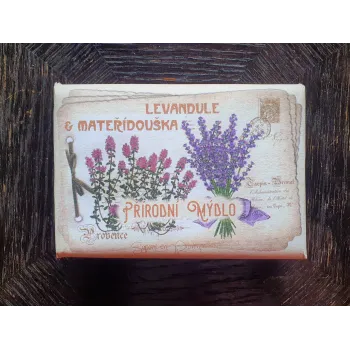 LEVANDULE
& MATEŘÍDOUŠKA
PŘÍRODNÍ MÝDLO
Provence